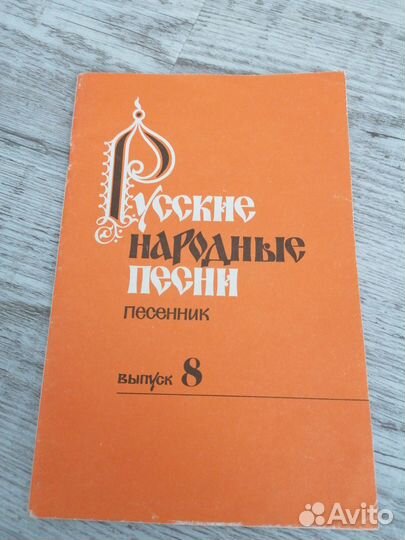 Русские
народные
песни
песенник
выпуск 8
Avito